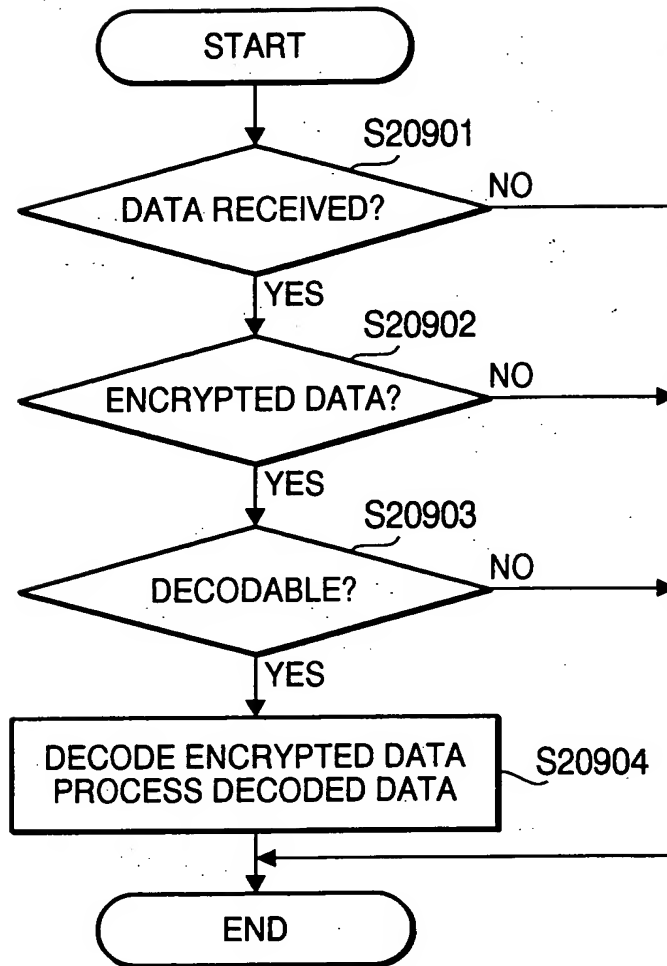 START
S20901
DATA RECEIVED?
NO
YES
S20902
ENCRYPTED DATA?
NO
YES
S20903
DECODABLE?
NO
YES
DECODE ENCRYPTED DATA
PROCESS DECODED DATA
S20904
END